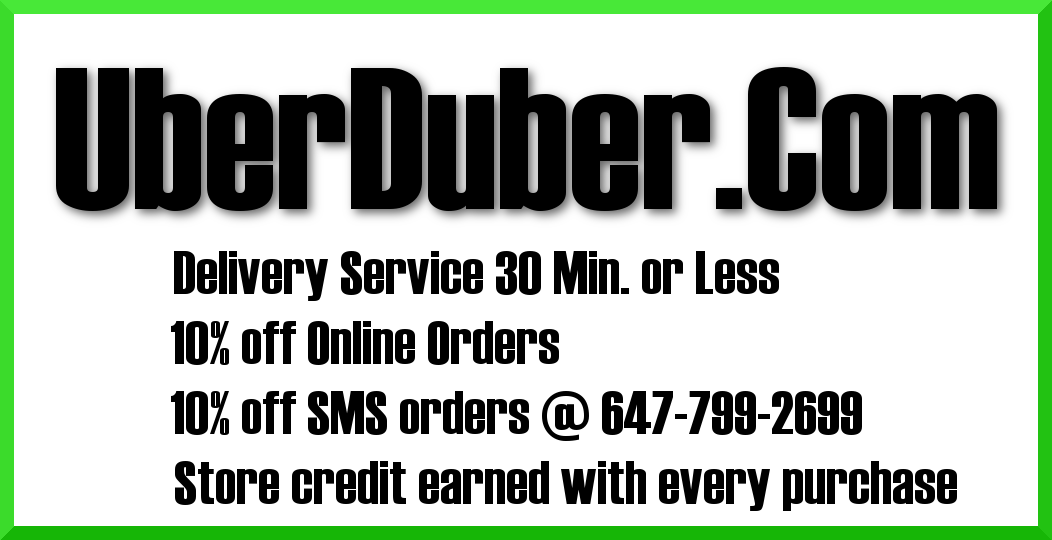 UberDuber.Com
Delivery Service 30 Min. or Less
10% off Online Orders
10% off SMS orders @ 647-799-2699
Store credit earned with every purchase